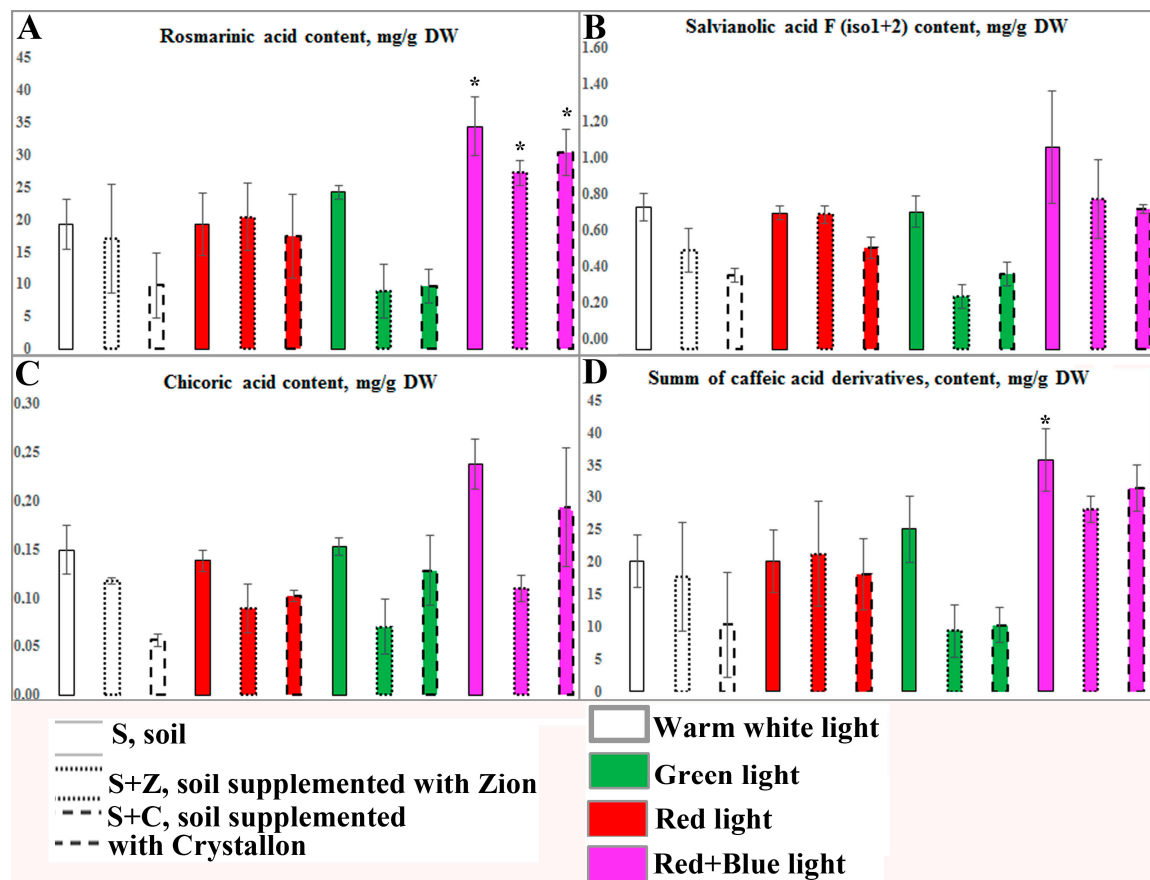 A
Rosmarinic acid content, mg/g DW
45
40
35
30
25
20
15
10
5
0
*
*
*
B
Salvianolic acid F (iso1+2) content, mg/g DW
1.60
1.40
1.20
1.00
0.80
0.60
0.40
0.20
0.00
C
Chicoric acid content, mg/g DW
0.30
0.25
0.20
0.15
0.10
0.05
0.00
D
Summ of caffeic acid derivatives, content, mg/g DW
45
40
35
30
25
20
15
10
5
0
*
S, soil
S+Z, soil supplemented with Zion
S+C, soil supplemented
with Crystallon
Warm white light
Green light
Red light
Red+Blue light